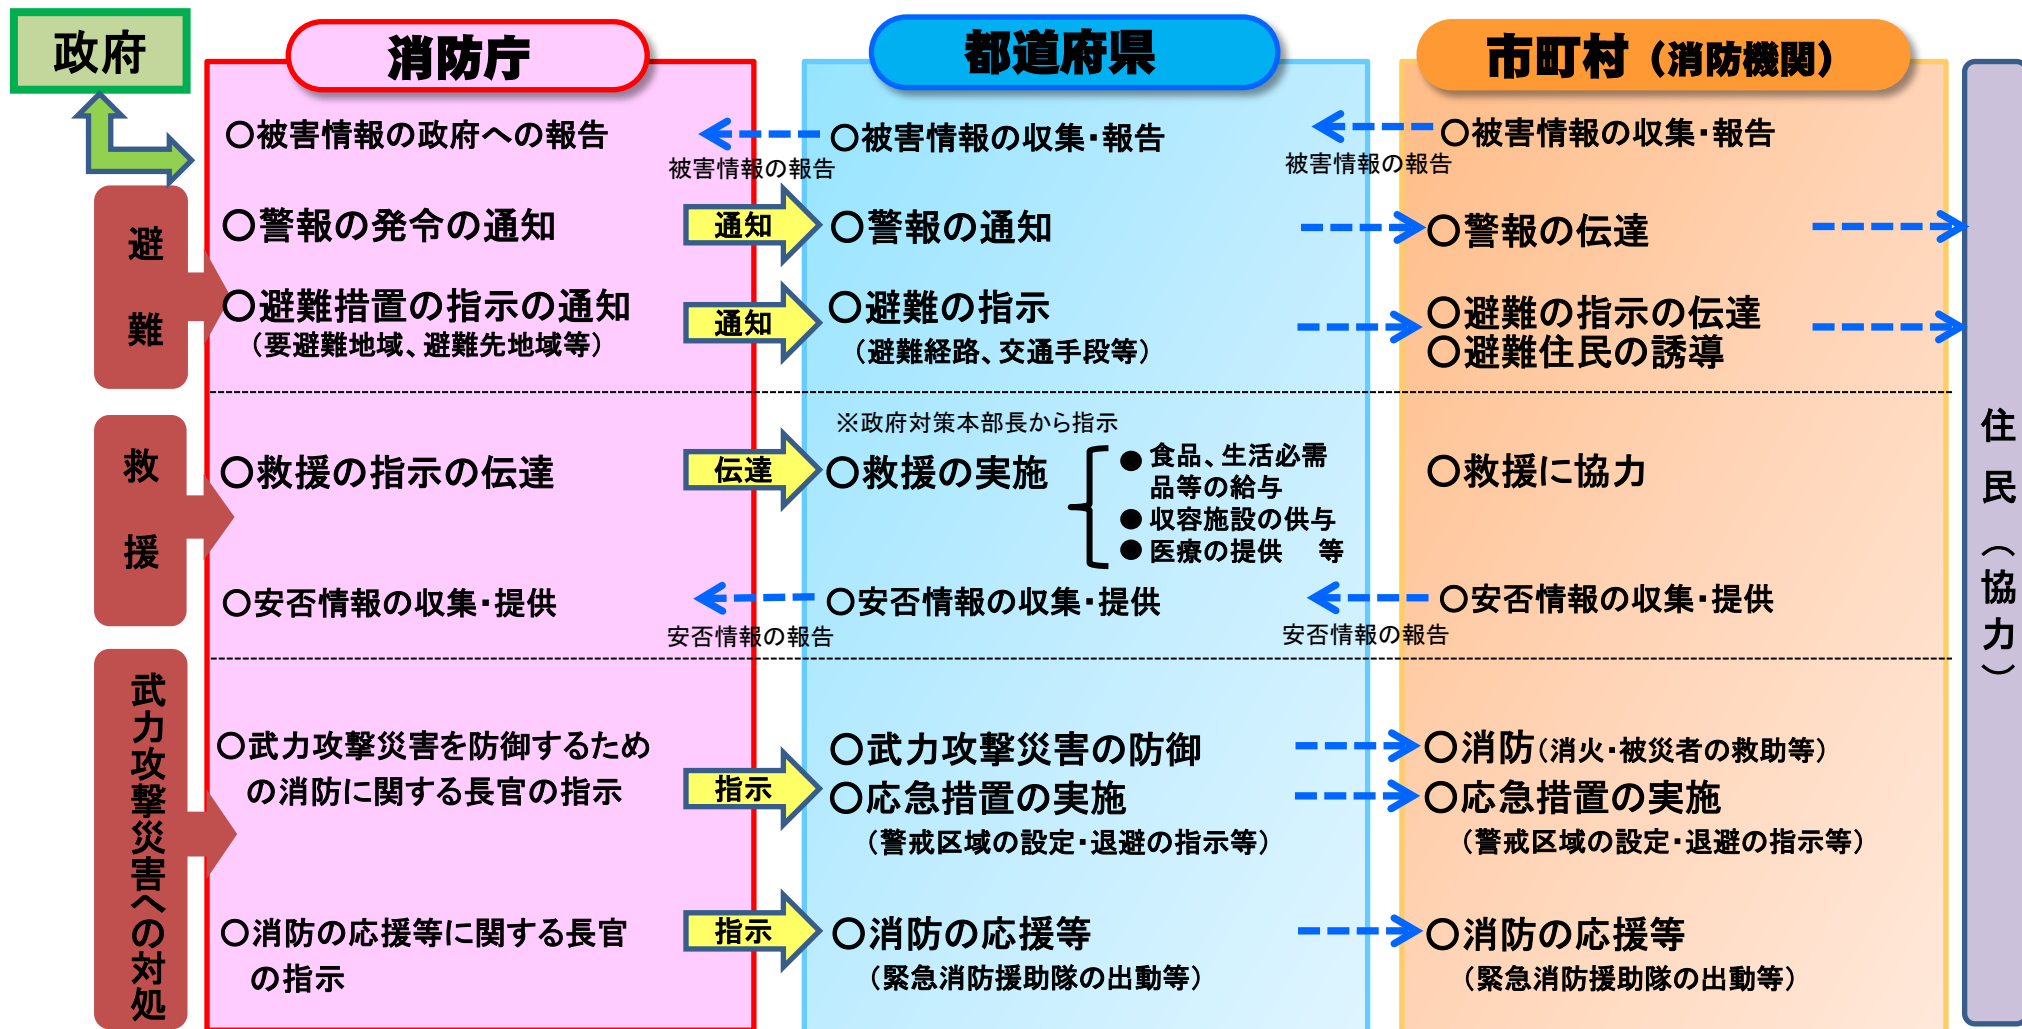 政府
消防庁
都道府県
市町村（消防機関）
○被害情報の政府への報告
被害情報の報告
○被害情報の収集・報告
被害情報の報告
○被害情報の収集・報告
避難
○警報の発令の通知
通知
○警報の通知
○警報の伝達
○避難措置の指示の通知
（要避難地域、避難先地域等）
通知
○避難の指示
（避難経路、交通手段等）
○避難の指示の伝達
○避難住民の誘導
救援
○救援の指示の伝達
伝達
※政府対策本部長から指示
○救援の実施
● 食品、生活必需
品等の給与
● 収容施設の供与
● 医療の提供　等
○救援に協力
○安否情報の収集・提供
安否情報の報告
○安否情報の収集・提供
安否情報の報告
○安否情報の収集・提供
武力攻撃災害への対処
○武力攻撃災害を防御するため
の消防に関する長官の指示
指示
○武力攻撃災害の防御
○応急措置の実施
（警戒区域の設定・退避の指示等）
○消防（消火・被災者の救助等）
○応急措置の実施
（警戒区域の設定・退避の指示等）
○消防の応援等に関する長官
の指示
指示
○消防の応援等
（緊急消防援助隊の出動等）
○消防の応援等
（緊急消防援助隊の出動等）
住民（協力）